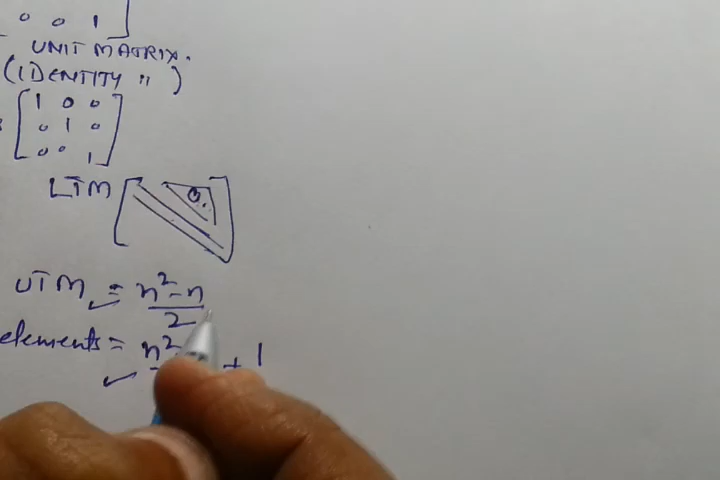 0 0 1
UNIT MATRIX.
(IDENTITY ")
1 0 0
0 1 0
0 0 1
LTM 0.
UTM = n² - n
2
elements = n² + 1